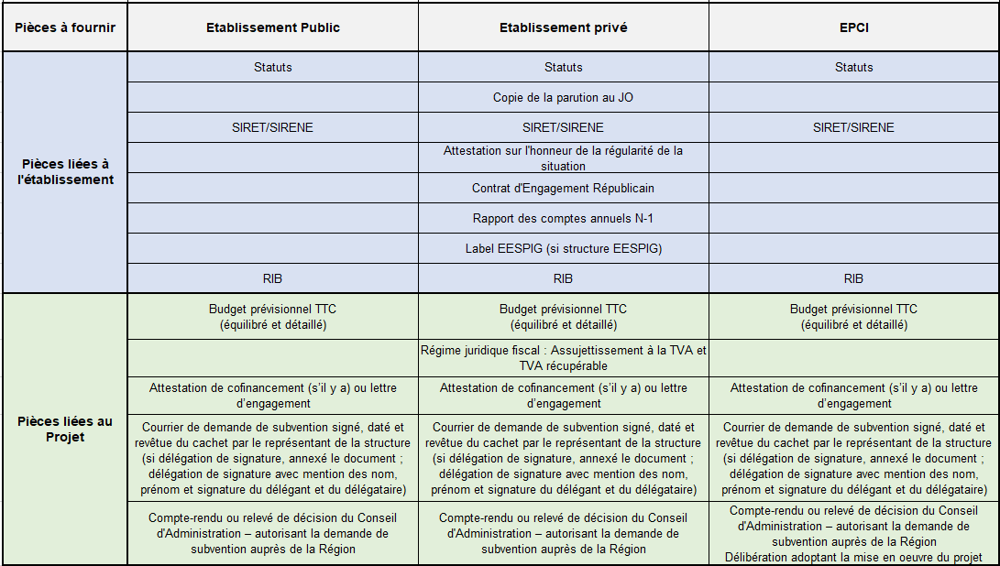 Pièces à fournir
Etablissement Public
Etablissement privé
EPCI
Pièces liées à
l'établissement
Statuts
Statuts
Statuts
Copie de la parution au JO
SIRET/SIRENE
SIRET/SIRENE
SIRET/SIRENE
Attestation sur l'honneur de la régularité de la
situation
Contrat d'Engagement Républicain
Rapport des comptes annuels N-1
Label EESPIG (si structure EESPIG)
RIB
RIB
RIB
Pièces liées au
Projet
Budget prévisionnel TTC
(équilibré et détaillé)
Budget prévisionnel TTC
(équilibré et détaillé)
Budget prévisionnel TTC
(équilibré et détaillé)
Régime juridique fiscal : Assujettissement à la TVA et
TVA récupérable
Attestation de cofinancement (s'il y a) ou lettre
d'engagement
Attestation de cofinancement (s'il y a) ou lettre
d'engagement
Attestation de cofinancement (s'il y a) ou lettre
d'engagement
Courrier de demande de subvention signé, daté et
revêtue du cachet par le représentant de la structure
(si délégation de signature, annexé le document ;
délégation de signature avec mention des nom,
prénom et signature du délégant et du délégataire)
Courrier de demande de subvention signé, daté et
revêtue du cachet par le représentant de la structure
(si délégation de signature, annexé le document ;
délégation de signature avec mention des nom,
prénom et signature du délégant et du délégataire)
Courrier de demande de subvention signé, daté et
revêtue du cachet par le représentant de la structure
(si délégation de signature, annexé le document ;
délégation de signature avec mention des nom,
prénom et signature du délégant et du délégataire)
Compte-rendu ou relevé de décision du Conseil
d'Administration – autorisant la demande de
subvention auprès de la Région
Compte-rendu ou relevé de décision du Conseil
d'Administration – autorisant la demande de
subvention auprès de la Région
Compte-rendu ou relevé de décision du Conseil
d'Administration – autorisant la demande de
subvention auprès de la Région
Délibération adoptant la mise en oeuvre du projet